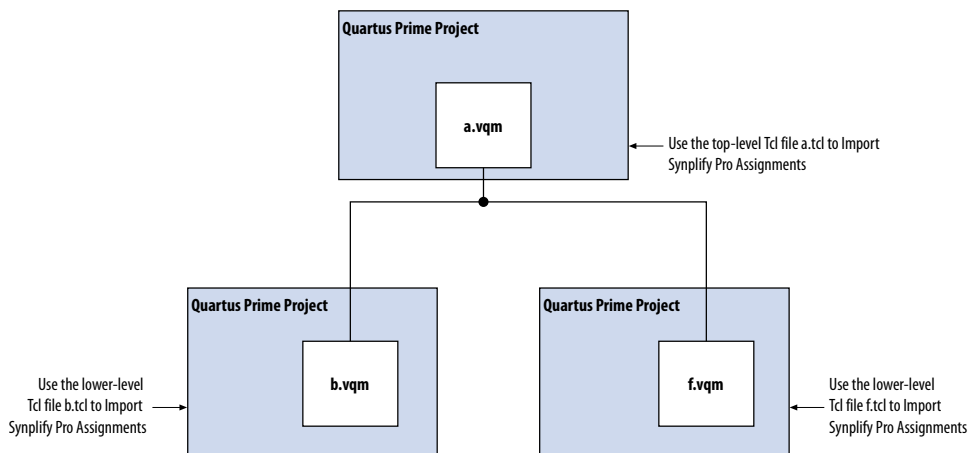 Quartus Prime Project
a.vqm
Use the top-level Tcl file a.tcl to Import
Synplify Pro Assignments
Quartus Prime Project
b.vqm
Use the lower-level
Tcl file b.tcl to Import
Synplify Pro Assignments
Quartus Prime Project
f.vqm
Use the lower-level
Tcl file f.tcl to Import
Synplify Pro Assignments